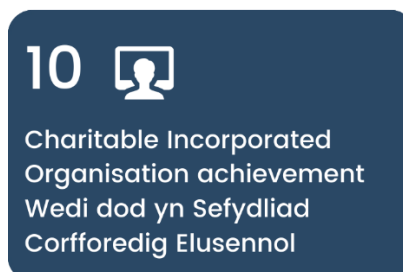 10
Charitable Incorporated
Organisation achievement
Wedi dod yn Sefydliad
Corfforedig Elusennol